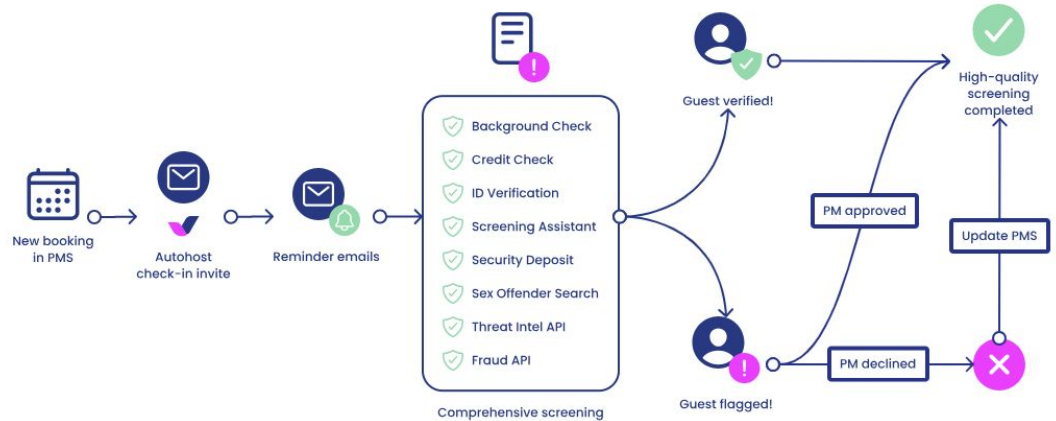 New booking
in PMS
Autohost
check-in invite
Reminder emails
!
Background Check
Credit Check
ID Verification
Screening Assistant
Security Deposit
Sex Offender Search
Threat Intel API
Fraud API
Comprehensive screening
Guest verified!
!
Guest flagged!
PM approved
PM declined
Update PMS
High-quality
screening
completed